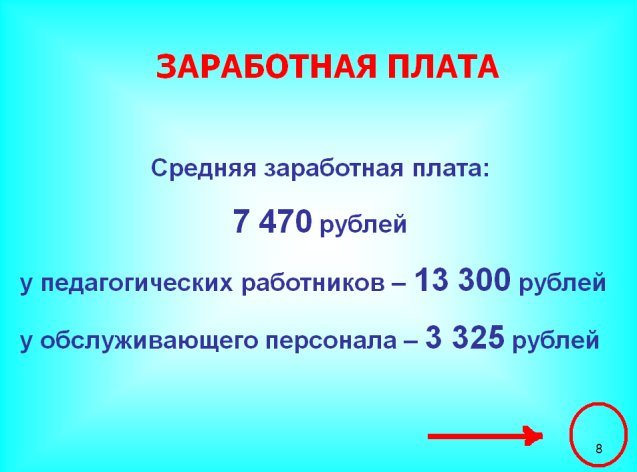 ЗАРАБОТНАЯ ПЛАТА
Средняя заработная плата:
7 470 рублей
у педагогических работников – 13 300 рублей
у обслуживающего персонала – 3 325 рублей
8